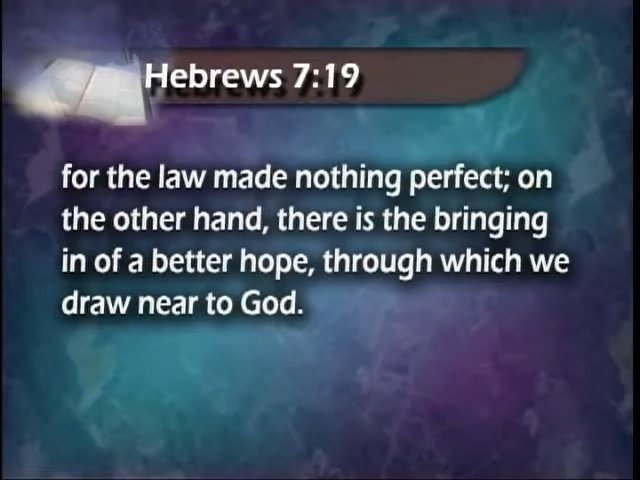 Hebrews 7:19
for the law made nothing perfect; on
the other hand, there is the bringing
in of a better hope, through which we
draw near to God.